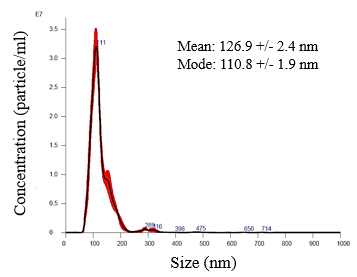 E7
Mean: 126.9 +/- 2.4 nm
Mode: 110.8 +/- 1.9 nm
Concentration (particle/ml)
3.5
3.0
2.5
2.0
1.5
1.0
.5
0
111
289
316
398
475
650
714
0 100 200 300 400 500 600 700 800 900 1000
Size (nm)